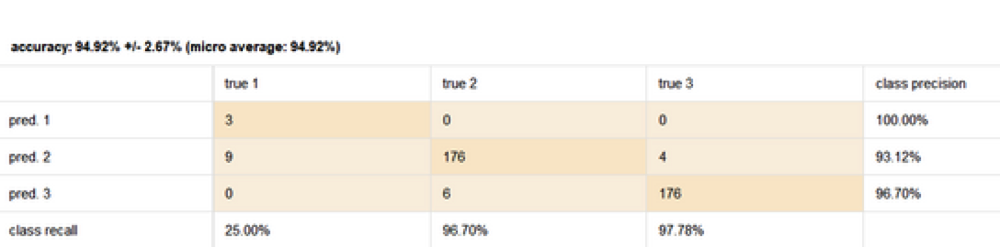 accuracy: 94.92% +/- 2.67% (micro average: 94.92%)
true 1 true 2 true 3 class precision
pred. 1 3 0 0 100.00%
pred. 2 9 176 4 93.12%
pred. 3 0 6 176 96.70%
class recall 25.00% 96.70% 97.78%